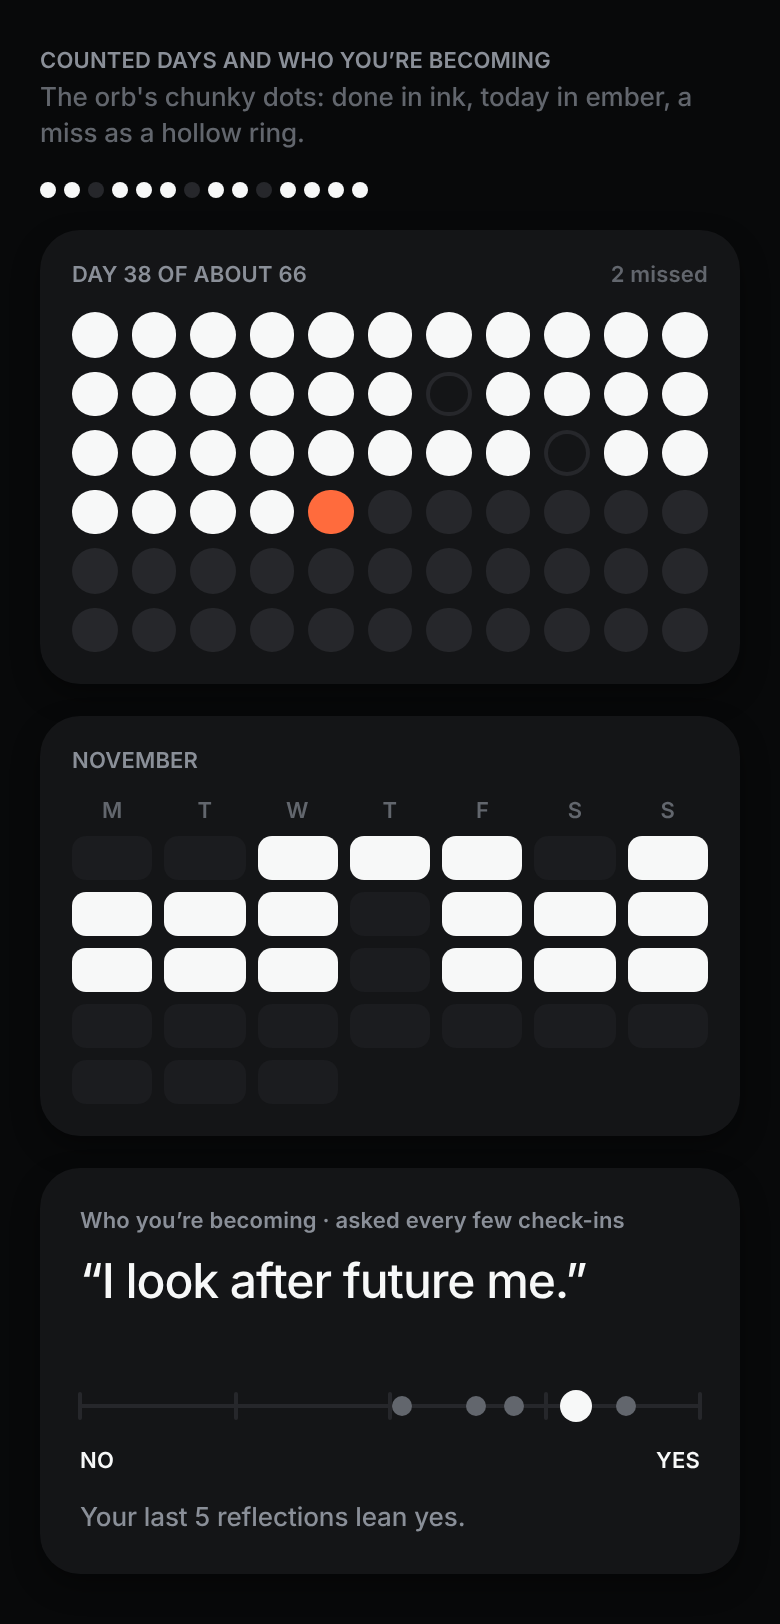 COUNTED DAYS AND WHO YOU’RE BECOMING
The orb's chunky dots: done in ink, today in ember, a
miss as a hollow ring.
DAY 38 OF ABOUT 66
2 missed
NOVEMBER
M T W T F S S
Who you’re becoming · asked every few check-ins
“I look after future me.”
NO
YES
Your last 5 reflections lean yes.